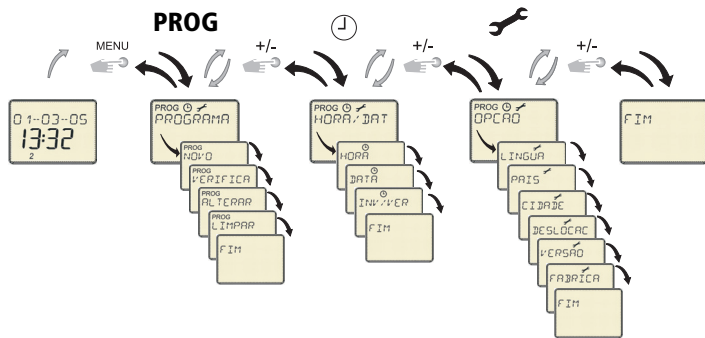 PROG
MENU
+/-
+/-
+/-
01-03-05
13:32
2
PROG
PROGRAMA
PROG
NOVO
PROG
VERIFICA
PROG
ALTERAR
PROG
LIMPAR
FIM
PROG
HORA/DAT
HORA
DATA
INV/VER
FIM
PROG
OPCAO
LINGUA
PAIS
CIDADE
DESLOCAC
VERSÃO
FABRICA
FIM
FIM